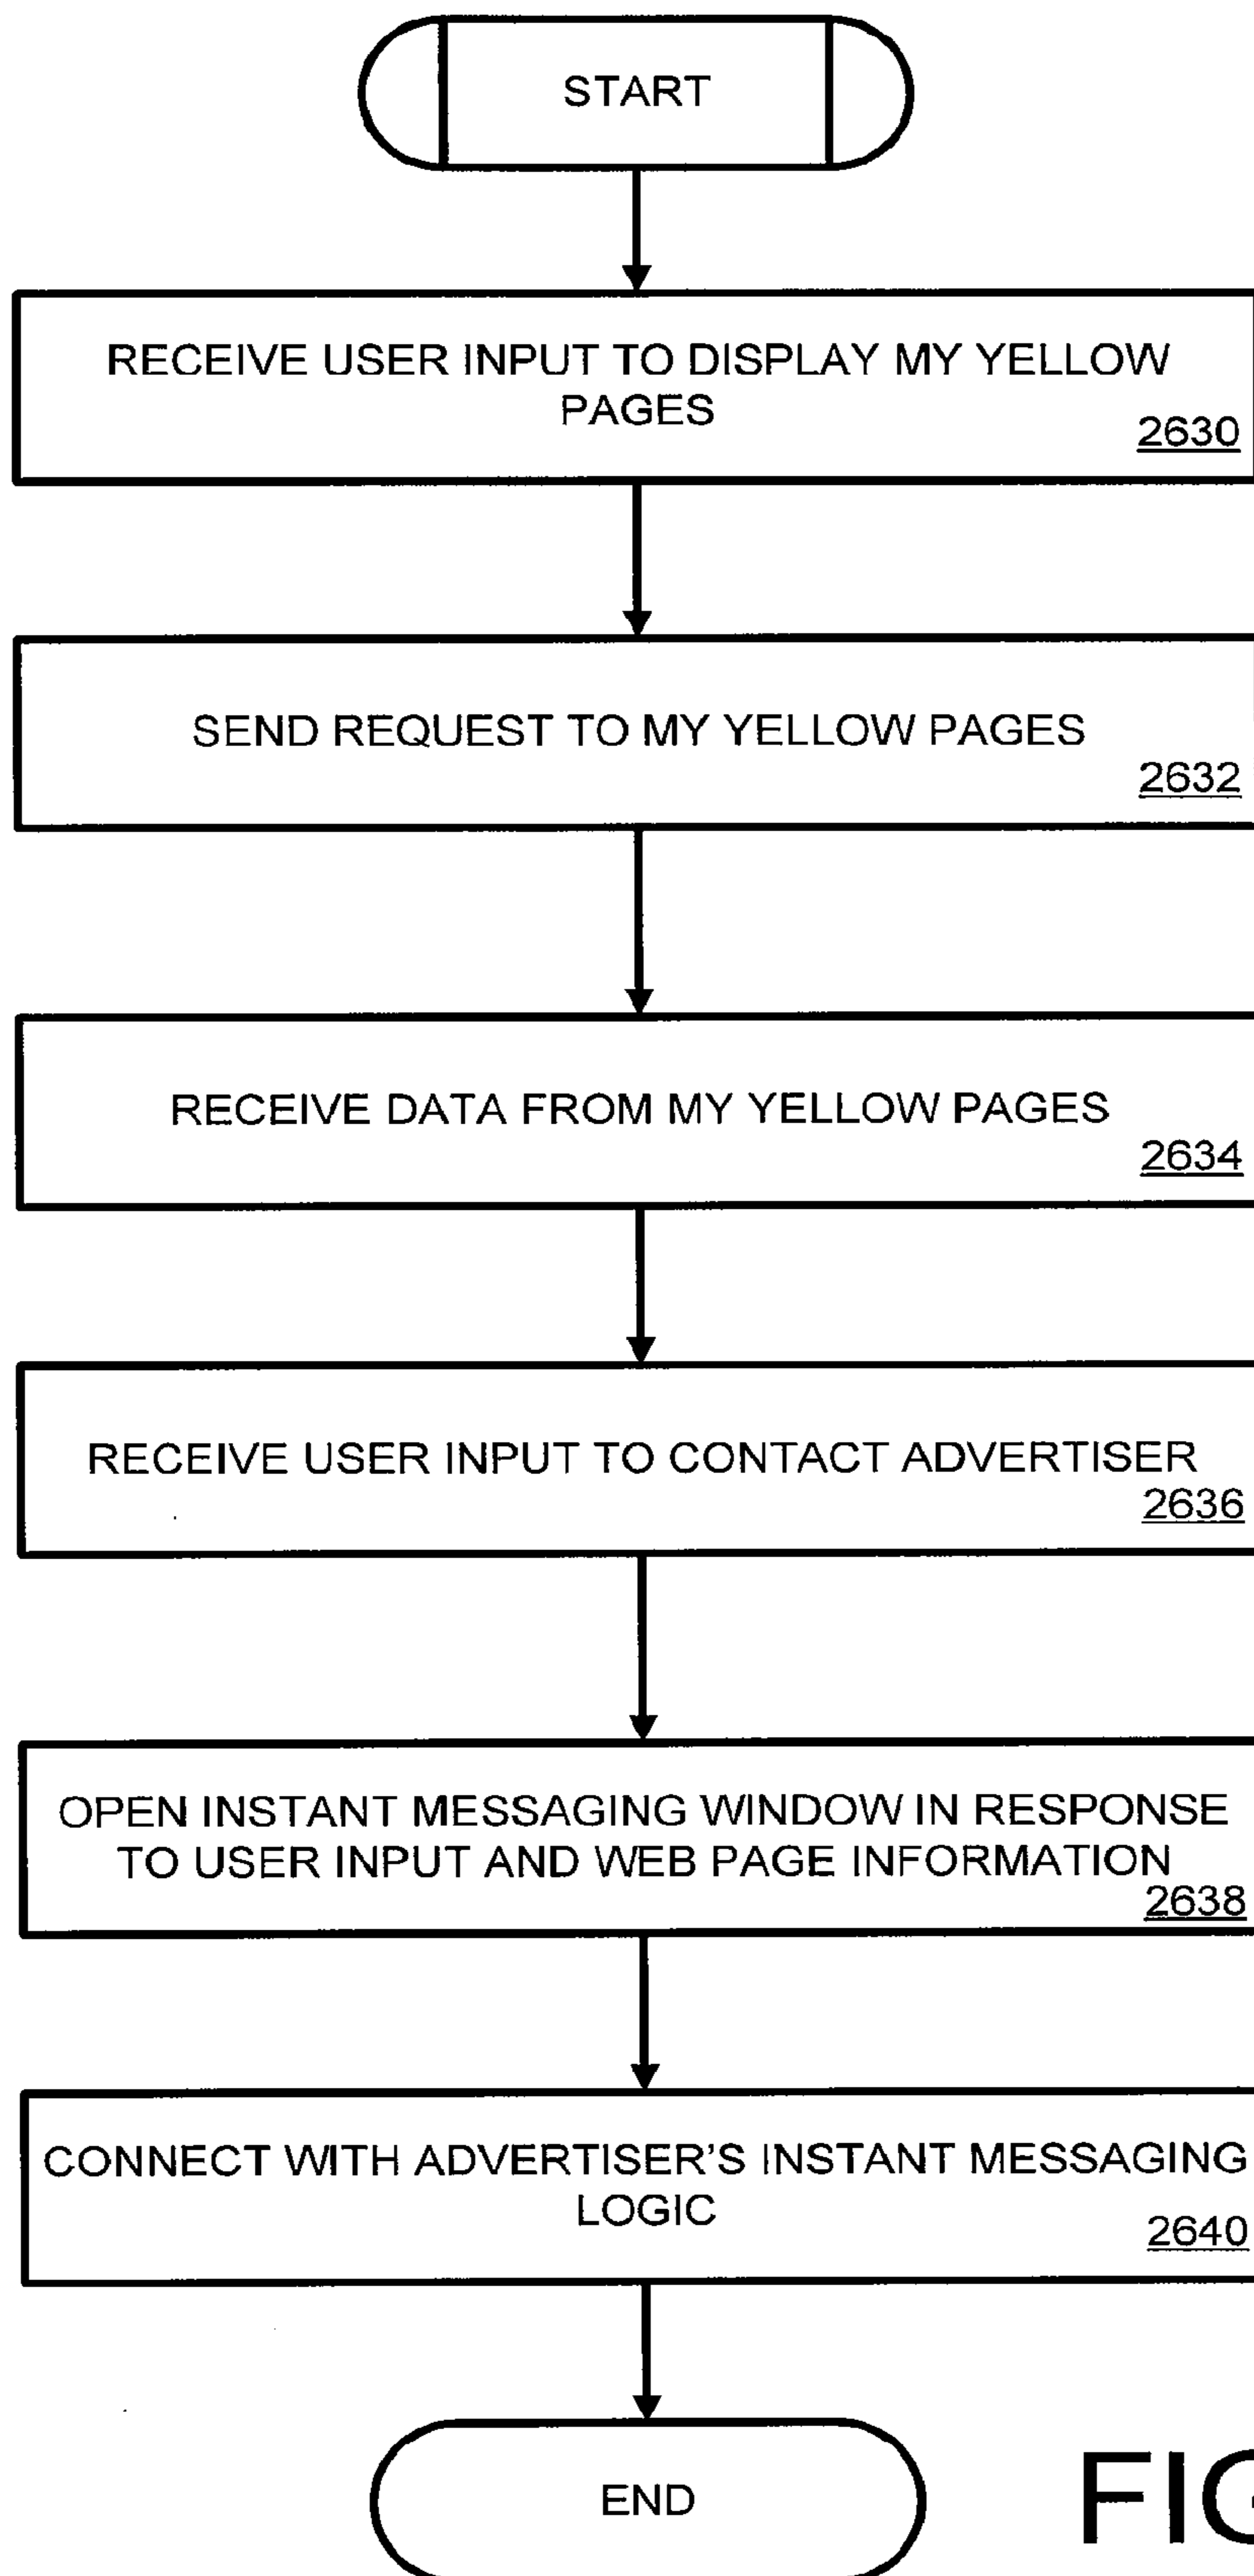 START
RECEIVE USER INPUT TO DISPLAY MY YELLOW
PAGES
2630
SEND REQUEST TO MY YELLOW PAGES
2632
RECEIVE DATA FROM MY YELLOW PAGES
2634
RECEIVE USER INPUT TO CONTACT ADVERTISER
2636
OPEN INSTANT MESSAGING WINDOW IN RESPONSE
TO USER INPUT AND WEB PAGE INFORMATION
2638
CONNECT WITH ADVERTISER'S INSTANT MESSAGING
LOGIC
2640
END
FIG